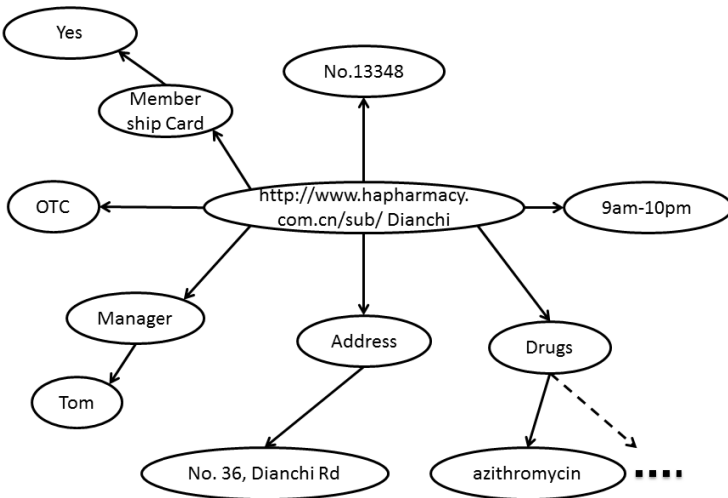 Yes
No.13348
Member
ship Card
http://www.hapharmacy.
com.cn/sub/ Dianchi
OTC
9am-10pm
Manager
Address
Drugs
Tom
No. 36, Dianchi Rd
azithromycin